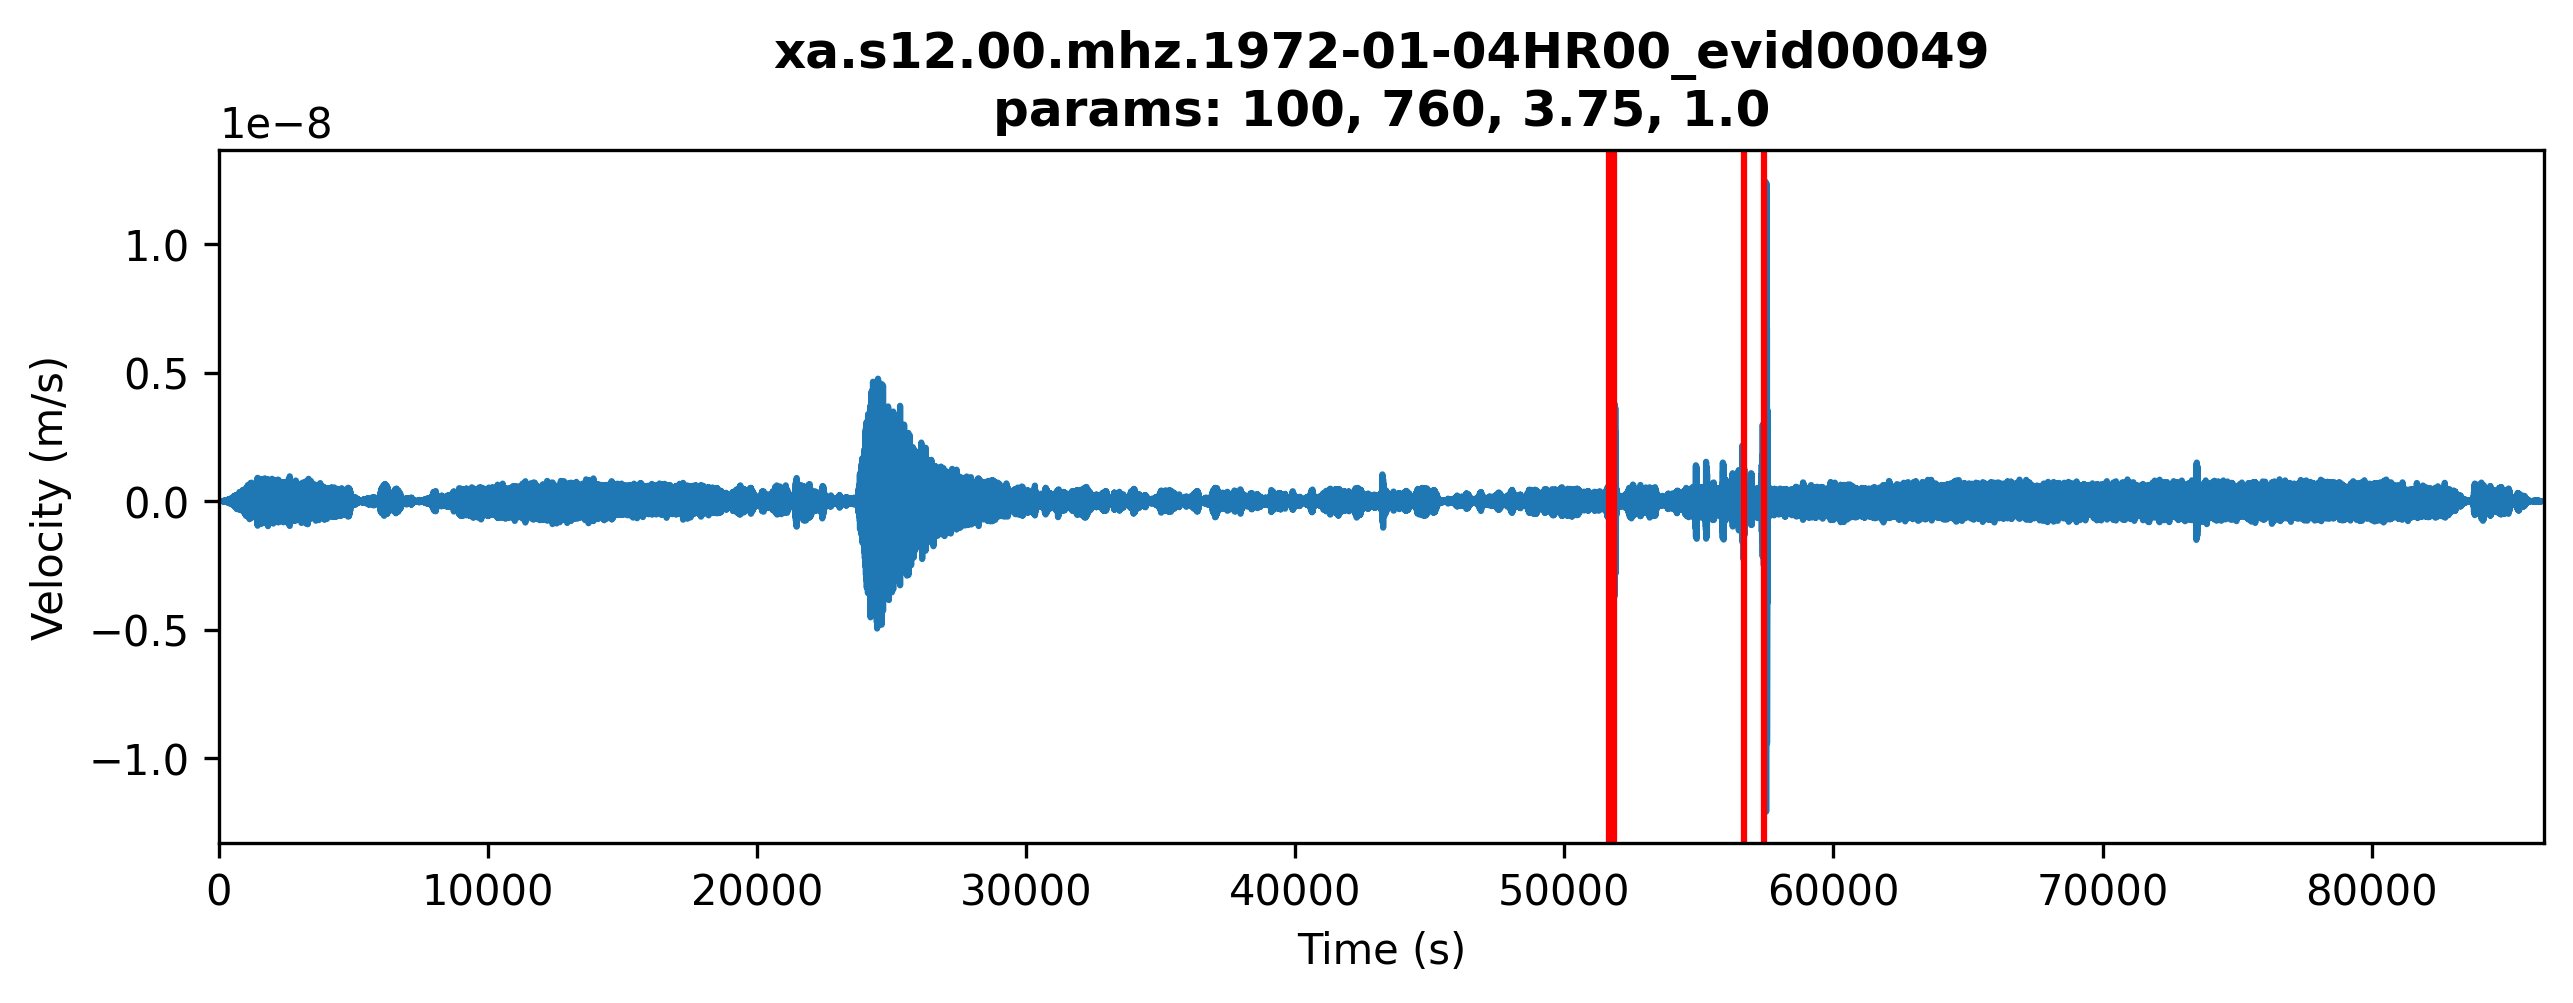 xa.s12.00.mhz.1972-01-04HR00_evid00049
params: 100, 760, 3.75, 1.0
1e−8
1.0
0.5
0.0
−0.5
−1.0
Velocity (m/s)
0 10000 20000 30000 40000 50000 60000 70000 80000
Time (s)